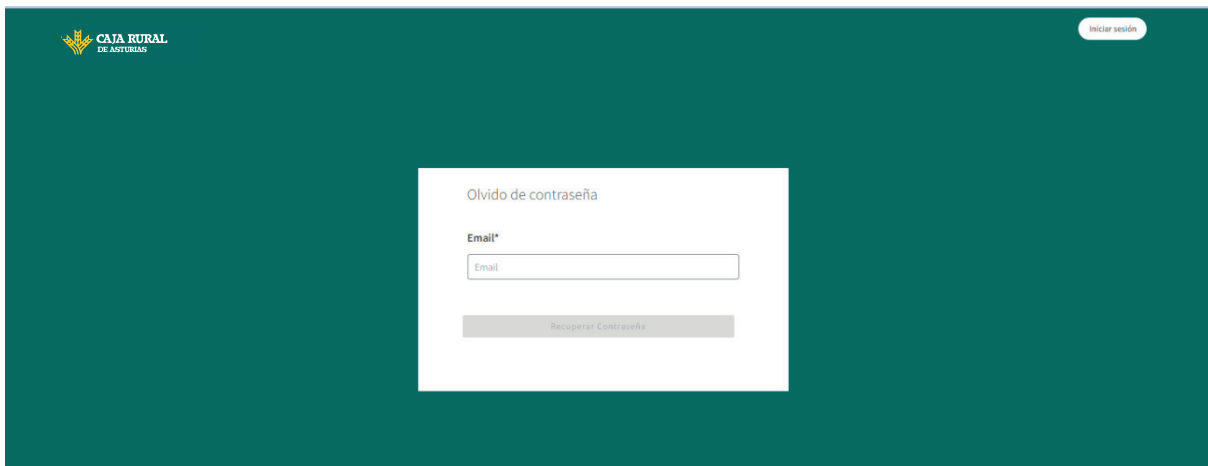 CAJA RURAL
DE ASTURIAS
Iniciar sesión
Olvido de contraseña
Email*
Email
Recuperar Contraseña